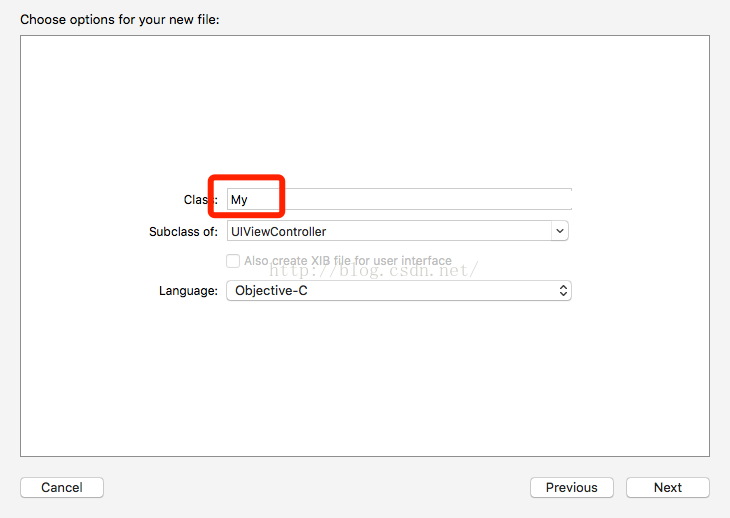 Choose options for your new file:
Class: My
Subclass of: UIViewController
Also create XIB file for user interface
http://blog.csdn.net/
Language: Objective-C
Cancel Previous Next